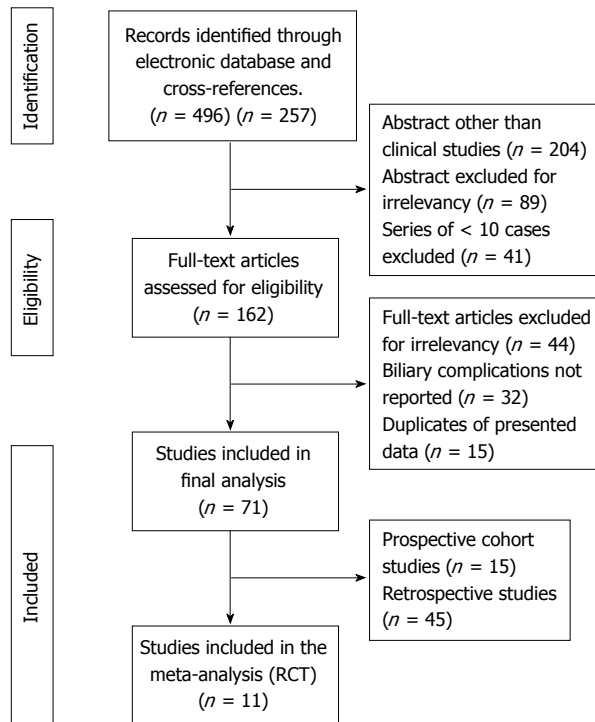 Identification
Records identified through
electronic database and
cross-references.
(n = 496) (n = 257)
Abstract other than
clinical studies (n = 204)
Abstract excluded for
irrelevancy (n = 89)
Series of < 10 cases
excluded (n = 41)
Eligibility
Full-text articles
assessed for eligibility
(n = 162)
Full-text articles excluded
for irrelevancy (n = 44)
Biliary complications not
reported (n = 32)
Duplicates of presented
data (n = 15)
Included
Studies included in
final analysis
(n = 71)
Prospective cohort
studies (n = 15)
Retrospective studies
(n = 45)
Studies included in the
meta-analysis (RCT)
(n = 11)